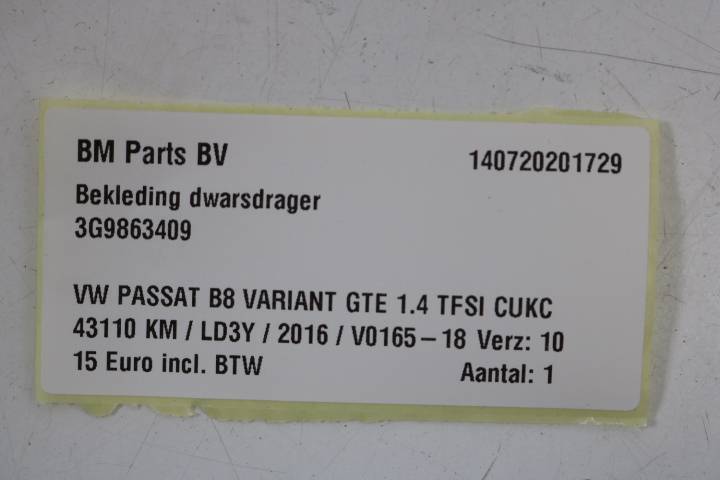 BM Parts BV 140720201729
Bekleding dwarsdrager
3G9863409
VW PASSAT B8 VARIANT GTE 1.4 TFSI CUKC
43110 KM / LD3Y / 2016 / V0165-18 Verz: 10
15 Euro incl. BTW Aantal: 1